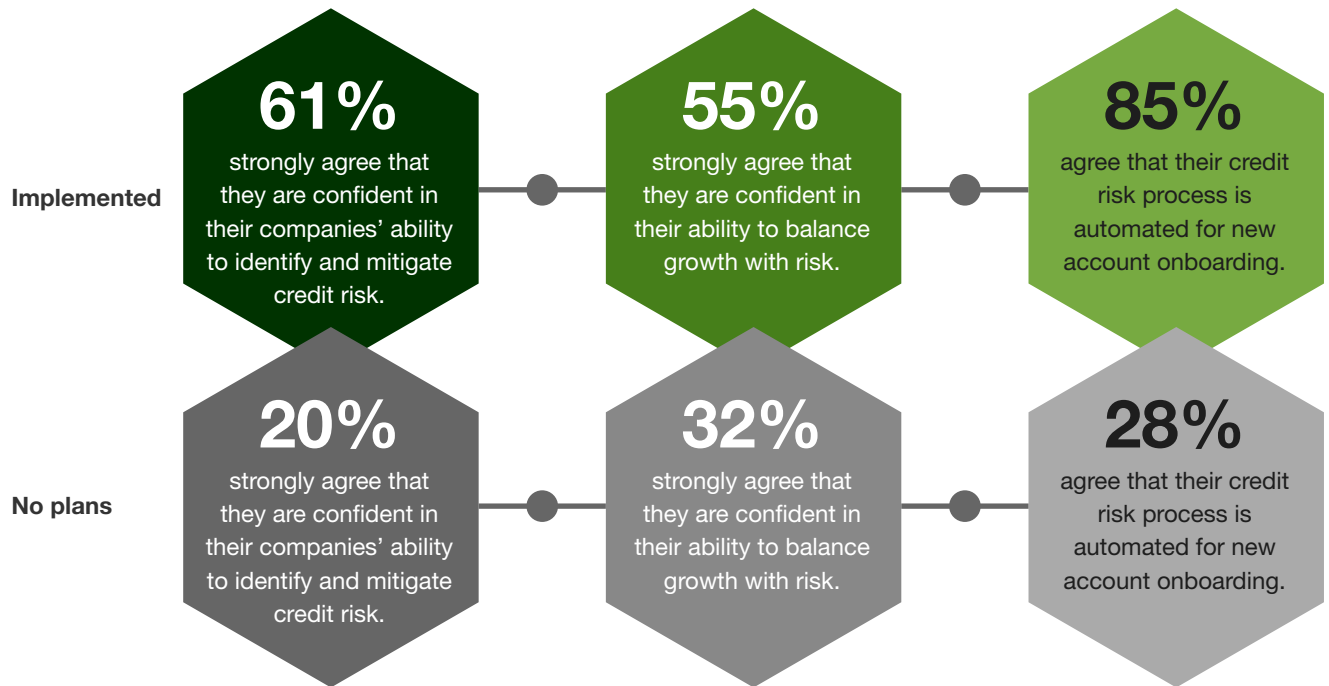 Implemented
61%
strongly agree that
they are confident in
their companies’ ability
to identify and mitigate
credit risk.
55%
strongly agree that
they are confident in
their ability to balance
growth with risk.
85%
agree that their credit
risk process is
automated for new
account onboarding.
No plans
20%
strongly agree that
they are confident in
their companies’ ability
to identify and mitigate
credit risk.
32%
strongly agree that
they are confident in
their ability to balance
growth with risk.
28%
agree that their credit
risk process is
automated for new
account onboarding.